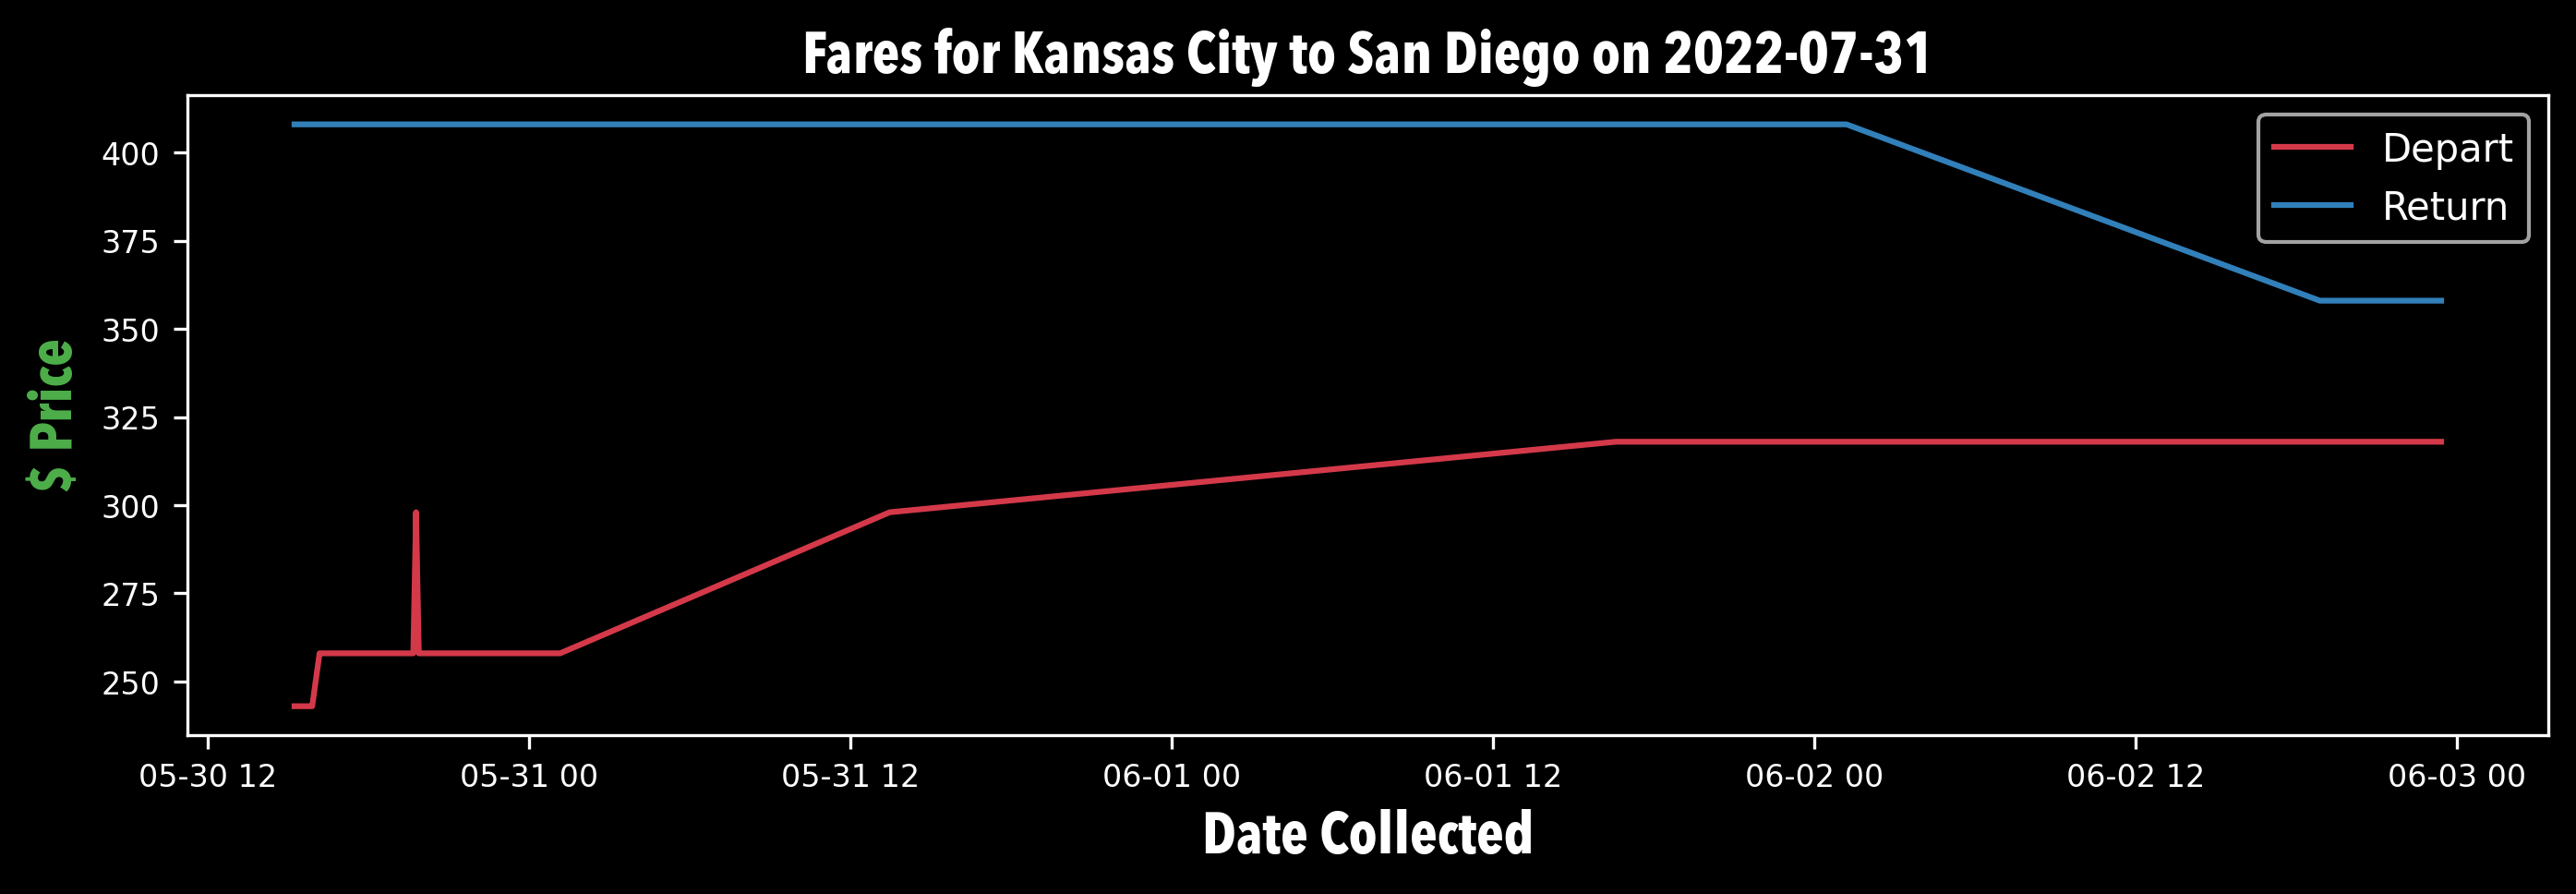 Fares for Kansas City to San Diego on 2022-07-31
Depart
Return
400
375
350
325
300
275
250
$ Price
05-30 12 05-31 00 05-31 12 06-01 00 06-01 12 06-02 00 06-02 12 06-03 00
Date Collected